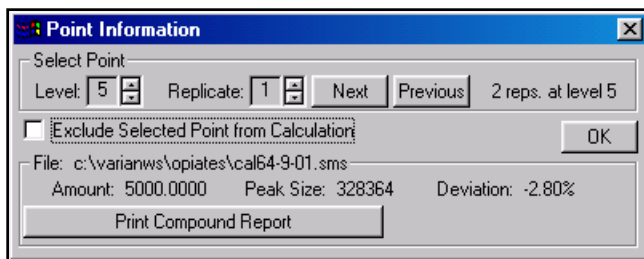 Point Information
Select Point
Level: 5 Replicate: 1 Next Previous 2 reps. at level 5
Exclude Selected Point from Calculation
OK
File: c:\varianws\opiates\cal64-9-01.sms
Amount: 5000.0000 Peak Size: 328364 Deviation: -2.80%
Print Compound Report